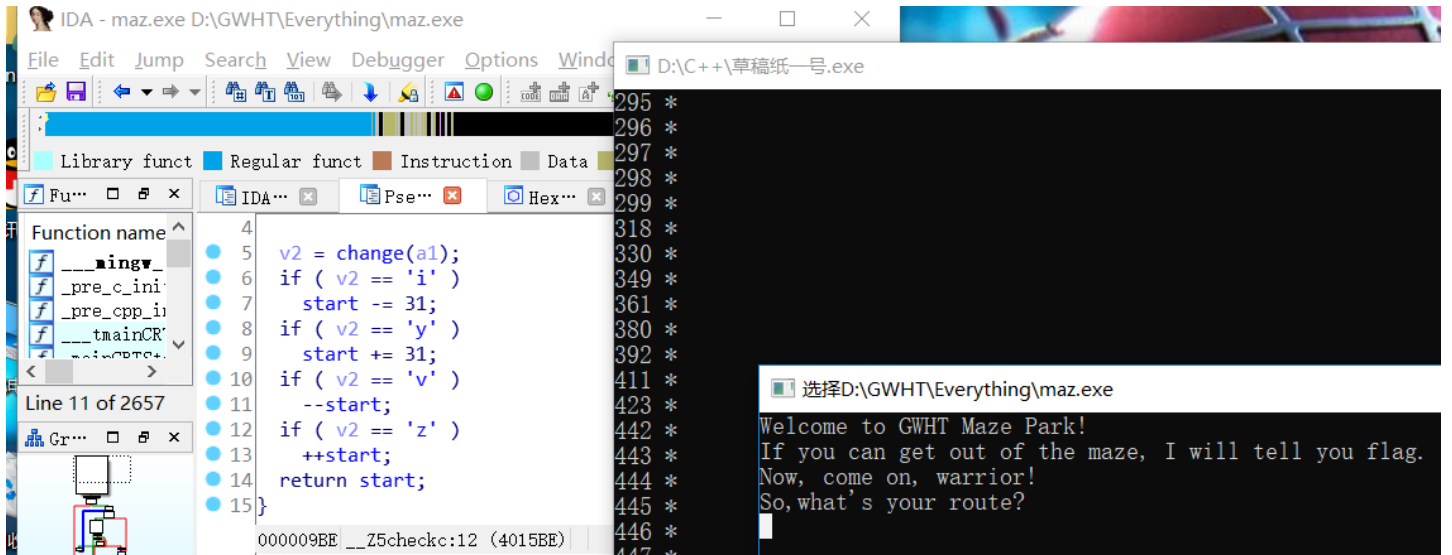 IDA - maz.exe D:\GWHT\Everything\maz.exe
File Edit Jump Search View Debugger Options Windo
Library funct Regular funct Instruction Data
Fu…
IDA…
Pse…
Hex…
Function name
___mingw_
_pre_c_ini
_pre_cpp_in
___tmainCR
Line 11 of 2657
Gr…
4
5 v2 = change(a1);
6 if ( v2 == 'i' )
7 start -= 31;
8 if ( v2 == 'y' )
9 start += 31;
10 if ( v2 == 'v' )
11 --start;
12 if ( v2 == 'z' )
13 ++start;
14 return start;
15 }
000009BE __Z5checkc:12 (4015BE)
D:\C++\草稿纸一号.exe
295 *
296 *
297 *
298 *
299 *
318 *
330 *
349 *
361 *
380 *
392 *
411 *
423 *
442 *
443 *
444 *
445 *
446 *
447 *
选择D:\GWHT\Everything\maz.exe
Welcome to GWHT Maze Park!
If you can get out of the maze, I will tell you flag.
Now, come on, warrior!
So,what's your route?